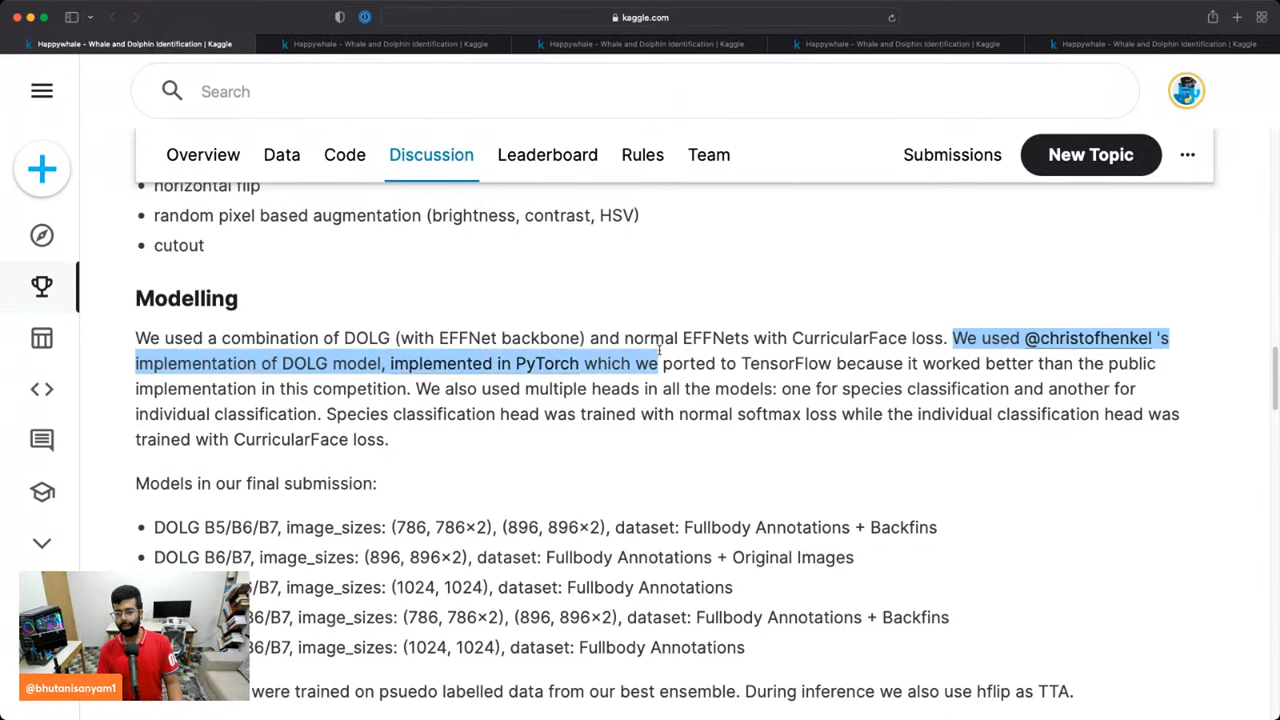 kaggle.com
Happywhale - Whale and Dolphin Identification | Kaggle
Happywhale - Whale and Dolphin Identification | Kaggle
Happywhale - Whale and Dolphin Identification | Kaggle
Happywhale - Whale and Dolphin Identification | Kaggle
Happywhale - Whale and Dolphin Identification | Kaggle
Search
Overview Data Code Discussion Leaderboard Rules Team Submissions New Topic
• horizontal flip
• random pixel based augmentation (brightness, contrast, HSV)
• cutout
Modelling
We used a combination of DOLG (with EFFNet backbone) and normal EFFNets with CurricularFace loss. We used @christofhenkel 's
implementation of DOLG model, implemented in PyTorch which we ported to TensorFlow because it worked better than the public
implementation in this competition. We also used multiple heads in all the models: one for species classification and another for
individual classification. Species classification head was trained with normal softmax loss while the individual classification head was
trained with CurricularFace loss.
Models in our final submission:
• DOLG B5/B6/B7, image_sizes: (786, 786×2), (896, 896×2), dataset: Fullbody Annotations + Backfins
• DOLG B6/B7, image_sizes: (896, 896×2), dataset: Fullbody Annotations + Original Images
6/B7, image_sizes: (1024, 1024), dataset: Fullbody Annotations
B6/B7, image_sizes: (786, 786×2), (896, 896×2), dataset: Fullbody Annotations + Backfins
6/B7, image_sizes: (1024, 1024), dataset: Fullbody Annotations
were trained on psuedo labelled data from our best ensemble. During inference we also use hflip as TTA.
@bhutanisanyam1